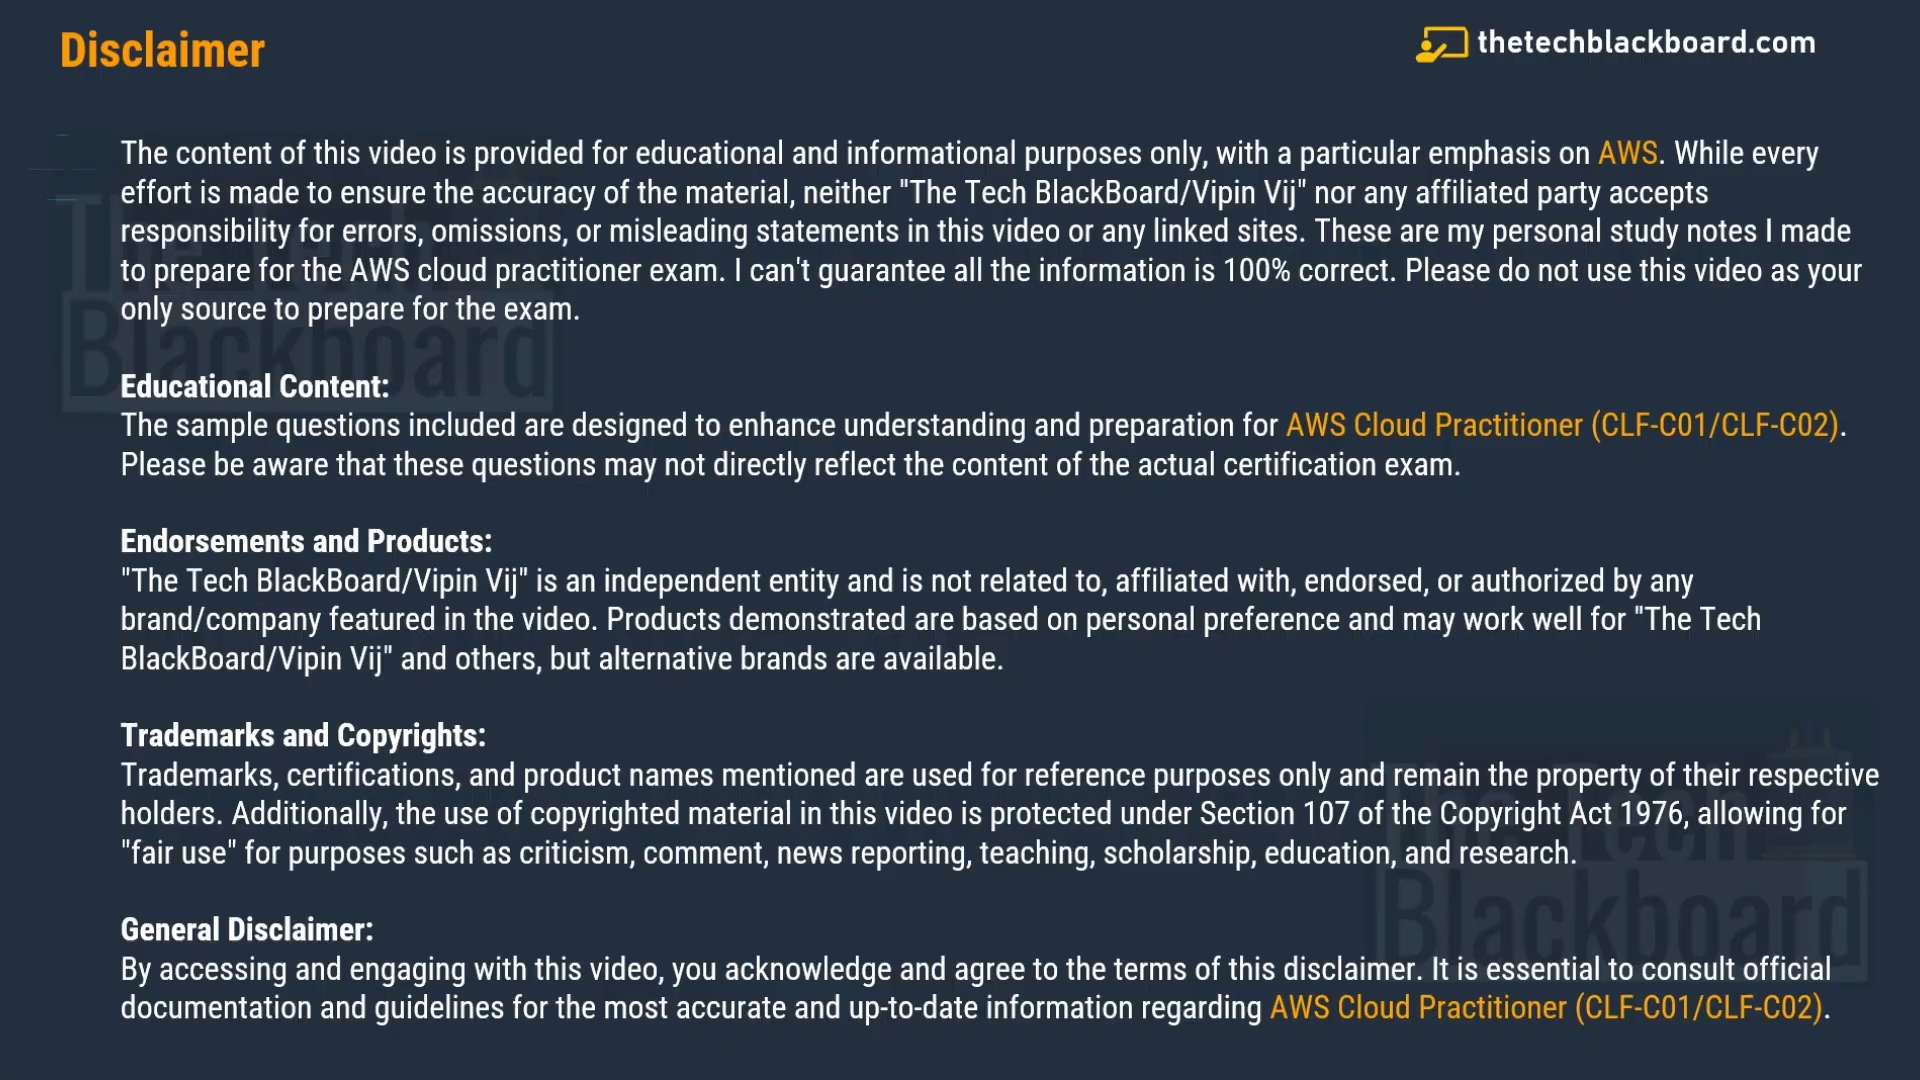 Disclaimer
thetechblackboard.com
The content of this video is provided for educational and informational purposes only, with a particular emphasis on AWS. While every
effort is made to ensure the accuracy of the material, neither "The Tech BlackBoard/Vipin Vij" nor any affiliated party accepts
responsibility for errors, omissions, or misleading statements in this video or any linked sites. These are my personal study notes I made
to prepare for the AWS cloud practitioner exam. I can't guarantee all the information is 100% correct. Please do not use this video as your
only source to prepare for the exam.
Educational Content:
The sample questions included are designed to enhance understanding and preparation for AWS Cloud Practitioner (CLF-C01/CLF-C02).
Please be aware that these questions may not directly reflect the content of the actual certification exam.
Endorsements and Products:
"The Tech BlackBoard/Vipin Vij" is an independent entity and is not related to, affiliated with, endorsed, or authorized by any
brand/company featured in the video. Products demonstrated are based on personal preference and may work well for "The Tech
BlackBoard/Vipin Vij" and others, but alternative brands are available.
Trademarks and Copyrights:
Trademarks, certifications, and product names mentioned are used for reference purposes only and remain the property of their respective
holders. Additionally, the use of copyrighted material in this video is protected under Section 107 of the Copyright Act 1976, allowing for
"fair use" for purposes such as criticism, comment, news reporting, teaching, scholarship, education, and research.
General Disclaimer:
By accessing and engaging with this video, you acknowledge and agree to the terms of this disclaimer. It is essential to consult official
documentation and guidelines for the most accurate and up-to-date information regarding AWS Cloud Practitioner (CLF-C01/CLF-C02).
The Tech
Blackboard
The Tech
Blackboard